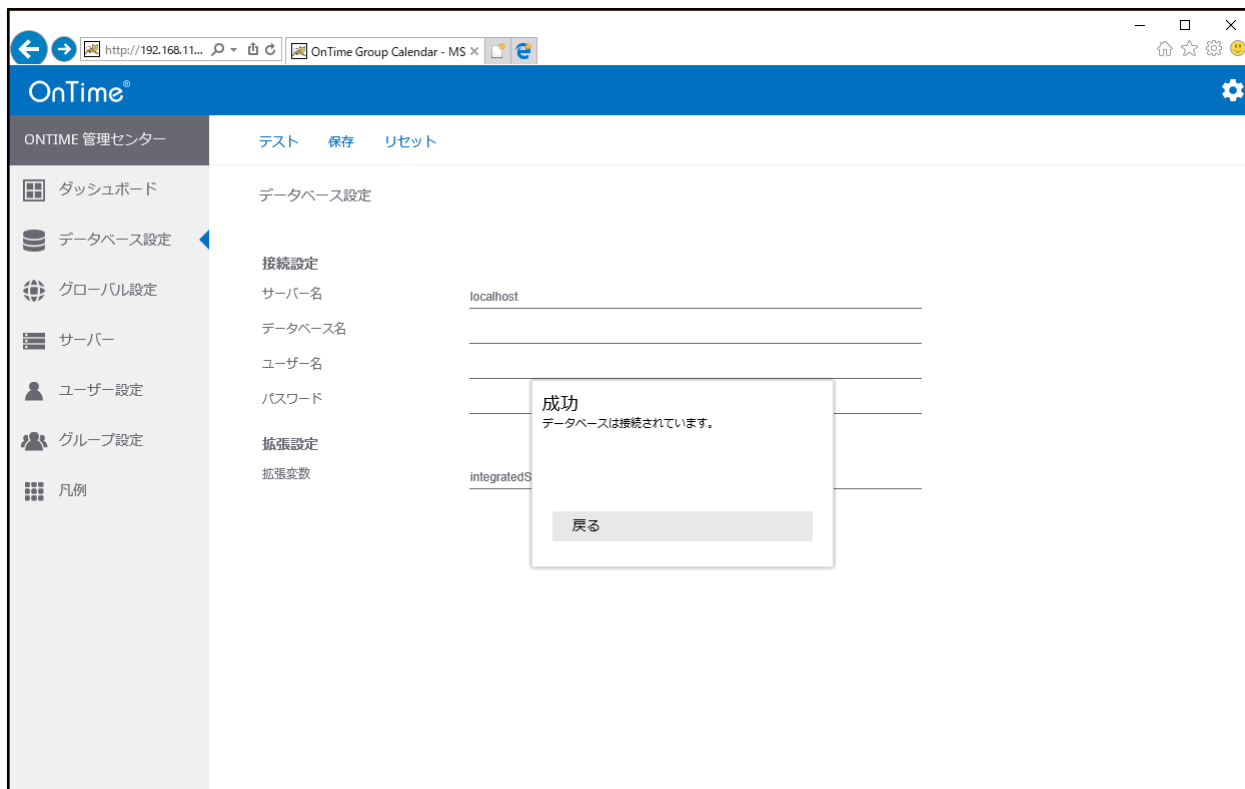 http://192.168.11...
OnTime Group Calendar - MS
OnTime®
ONTIME 管理センター
テスト 保存 リセット
ダッシュボード
データベース設定
グローバル設定
サーバー
ユーザー設定
グループ設定
凡例
データベース設定
接続設定
サーバー名 localhost
データベース名
ユーザー名
パスワード
拡張設定
拡張変数 integratedS
成功
データベースは接続されています。
戻る